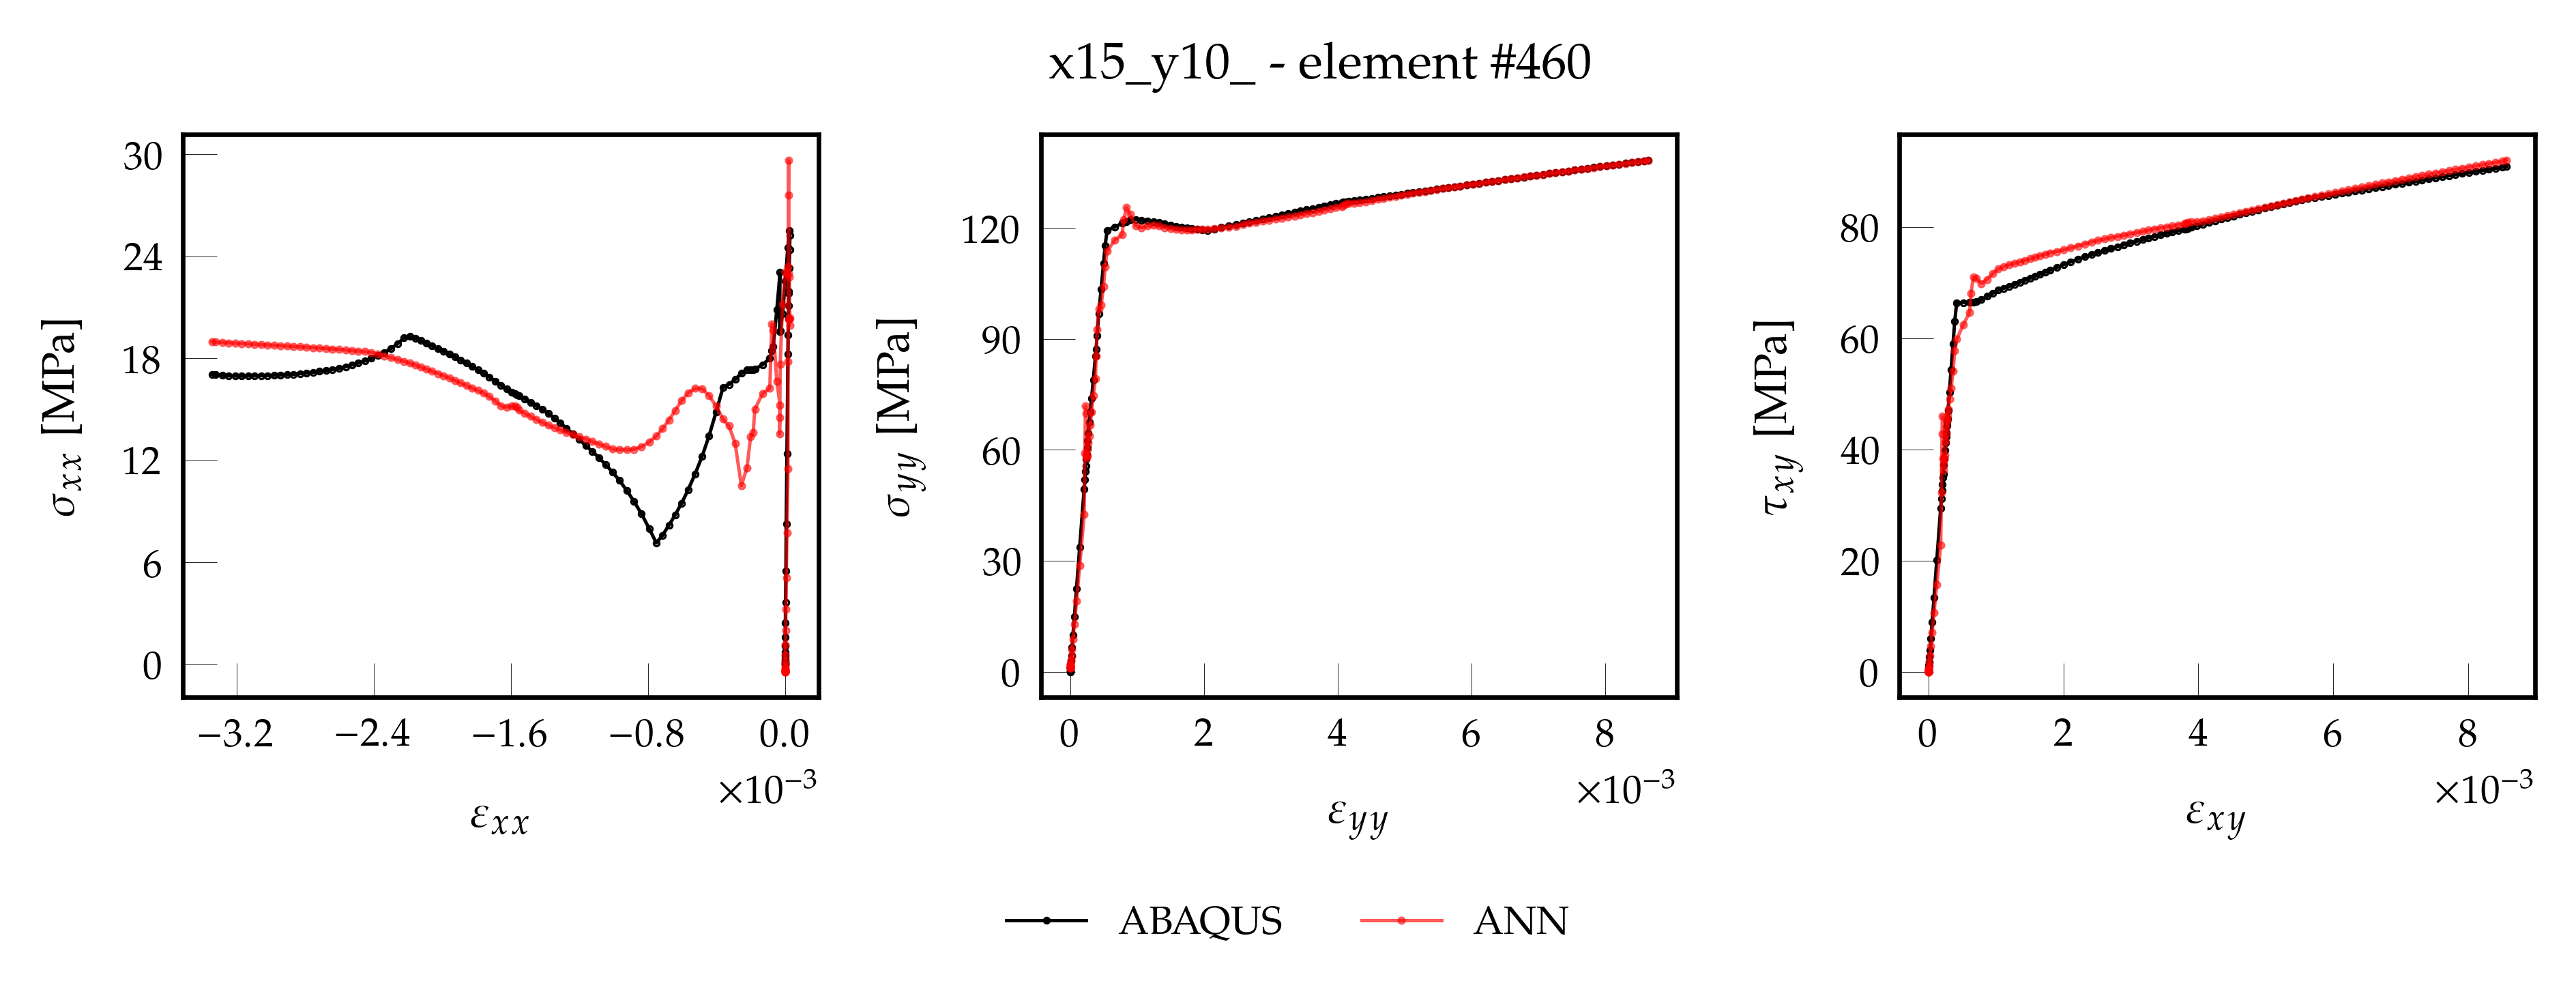 x15_y10_ - element #460
30
24
18
12
6
0
σxx [MPa]
−3.2 −2.4 −1.6 −0.8 0.0
×10⁻³
εxx
120
90
60
30
0
σyy [MPa]
0 2 4 6 8
×10⁻³
εyy
80
60
40
20
0
τxy [MPa]
0 2 4 6 8
×10⁻³
εxy
ABAQUS ANN